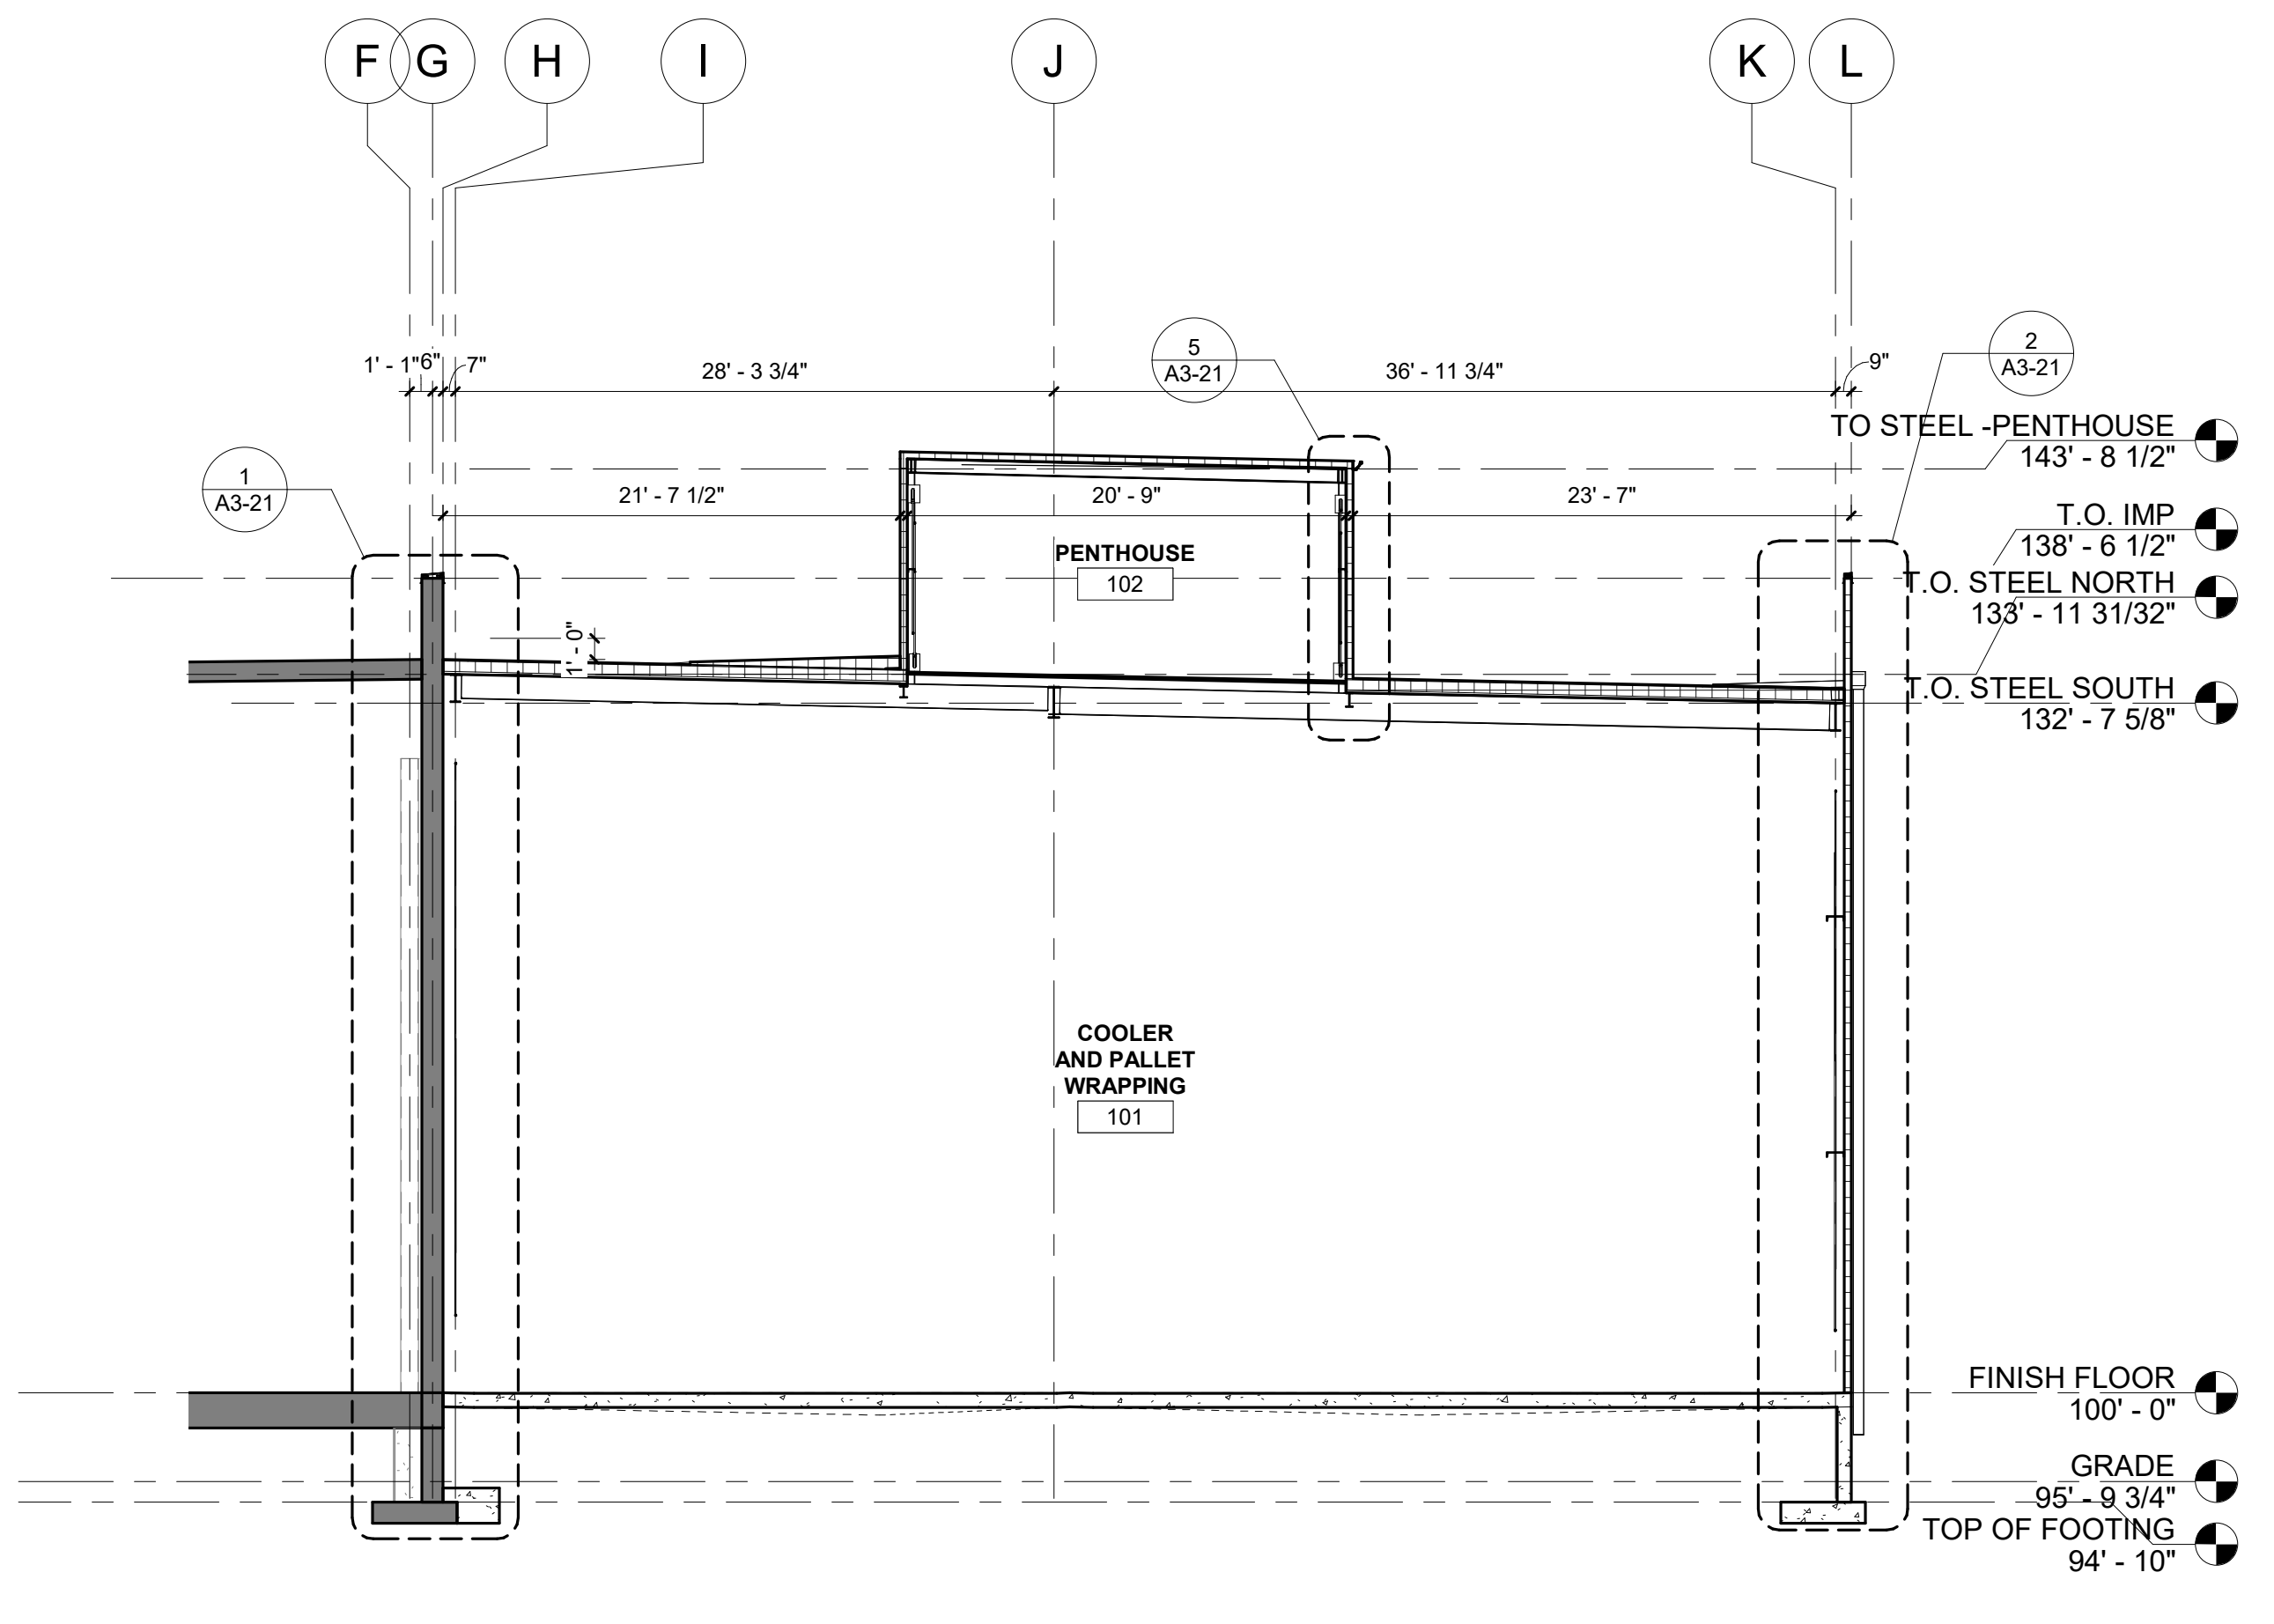 F G H I J K L
5
A3-21
2
A3-21
1' - 1" 6" 7" 28' - 3 3/4" 36' - 11 3/4" 9"
TO STEEL -PENTHOUSE
143' - 8 1/2"
1
A3-21
21' - 7 1/2" 20' - 9" 23' - 7"
T.O. IMP
138' - 6 1/2"
PENTHOUSE
102
T.O. STEEL NORTH
133' - 11 31/32"
1' - 0"
T.O. STEEL SOUTH
132' - 7 5/8"
COOLER
AND PALLET
WRAPPING
101
FINISH FLOOR
100' - 0"
GRADE
95' - 9 3/4"
TOP OF FOOTING
94' - 10"